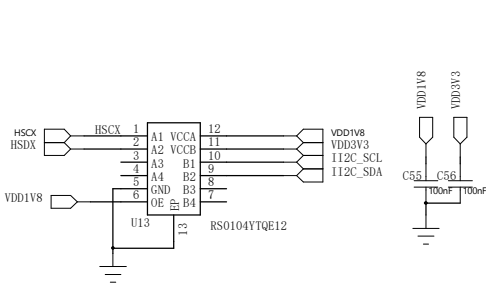 VDD1V8
VDD3V3
HSCX HSCX 1 A1 VCCA 12 VDD1V8
HSDX 2 A2 VCCB 11 VDD3V3
3 A3 B1 10 II2C_SCL
4 A4 B2 9 II2C_SDA
5 GND B3 8
VDD1V8 6 OE B4 7
EP
13
U13 RS0104YTQE12
C55 100nF C56 100nF